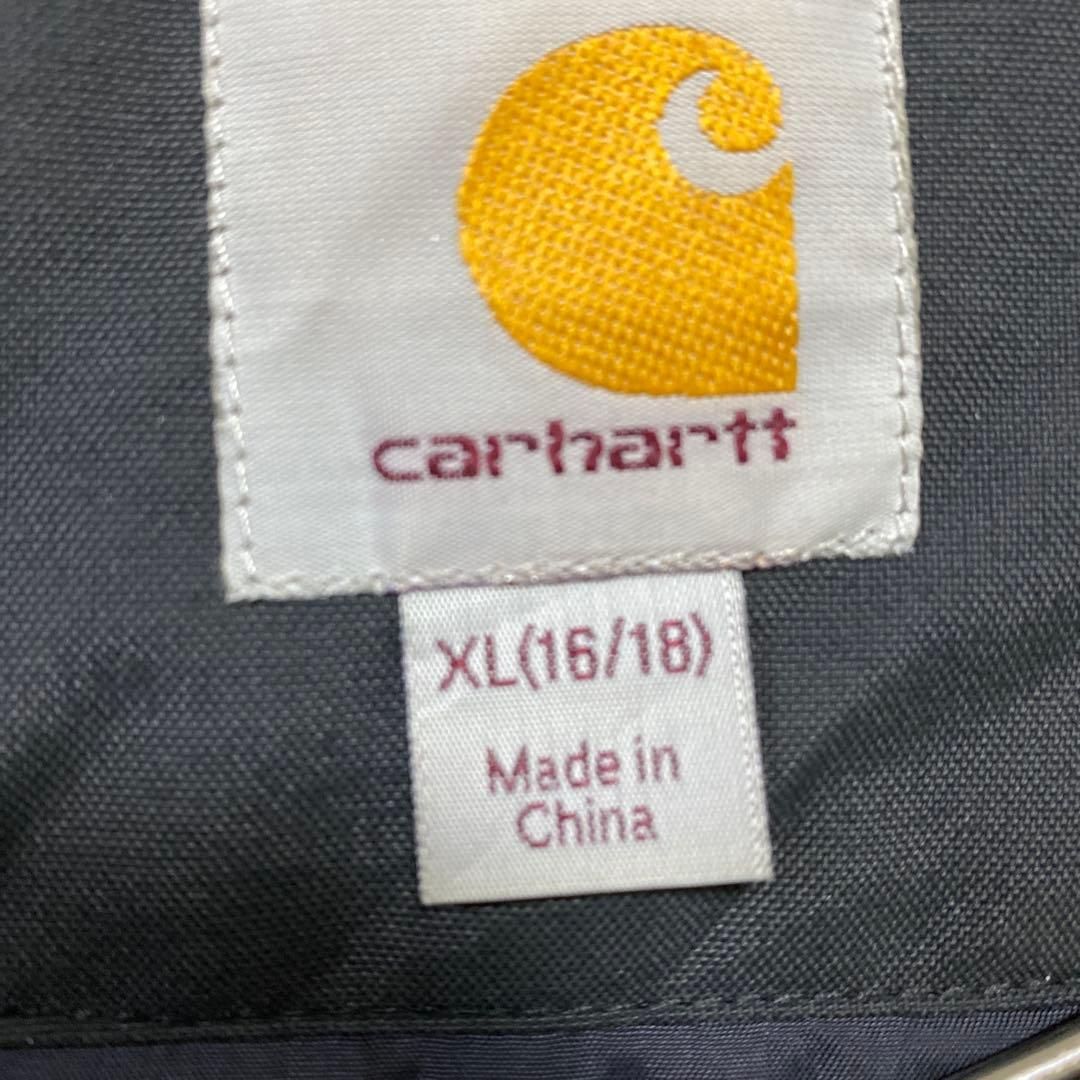 carhartt
XL(16/18)
Made in
China